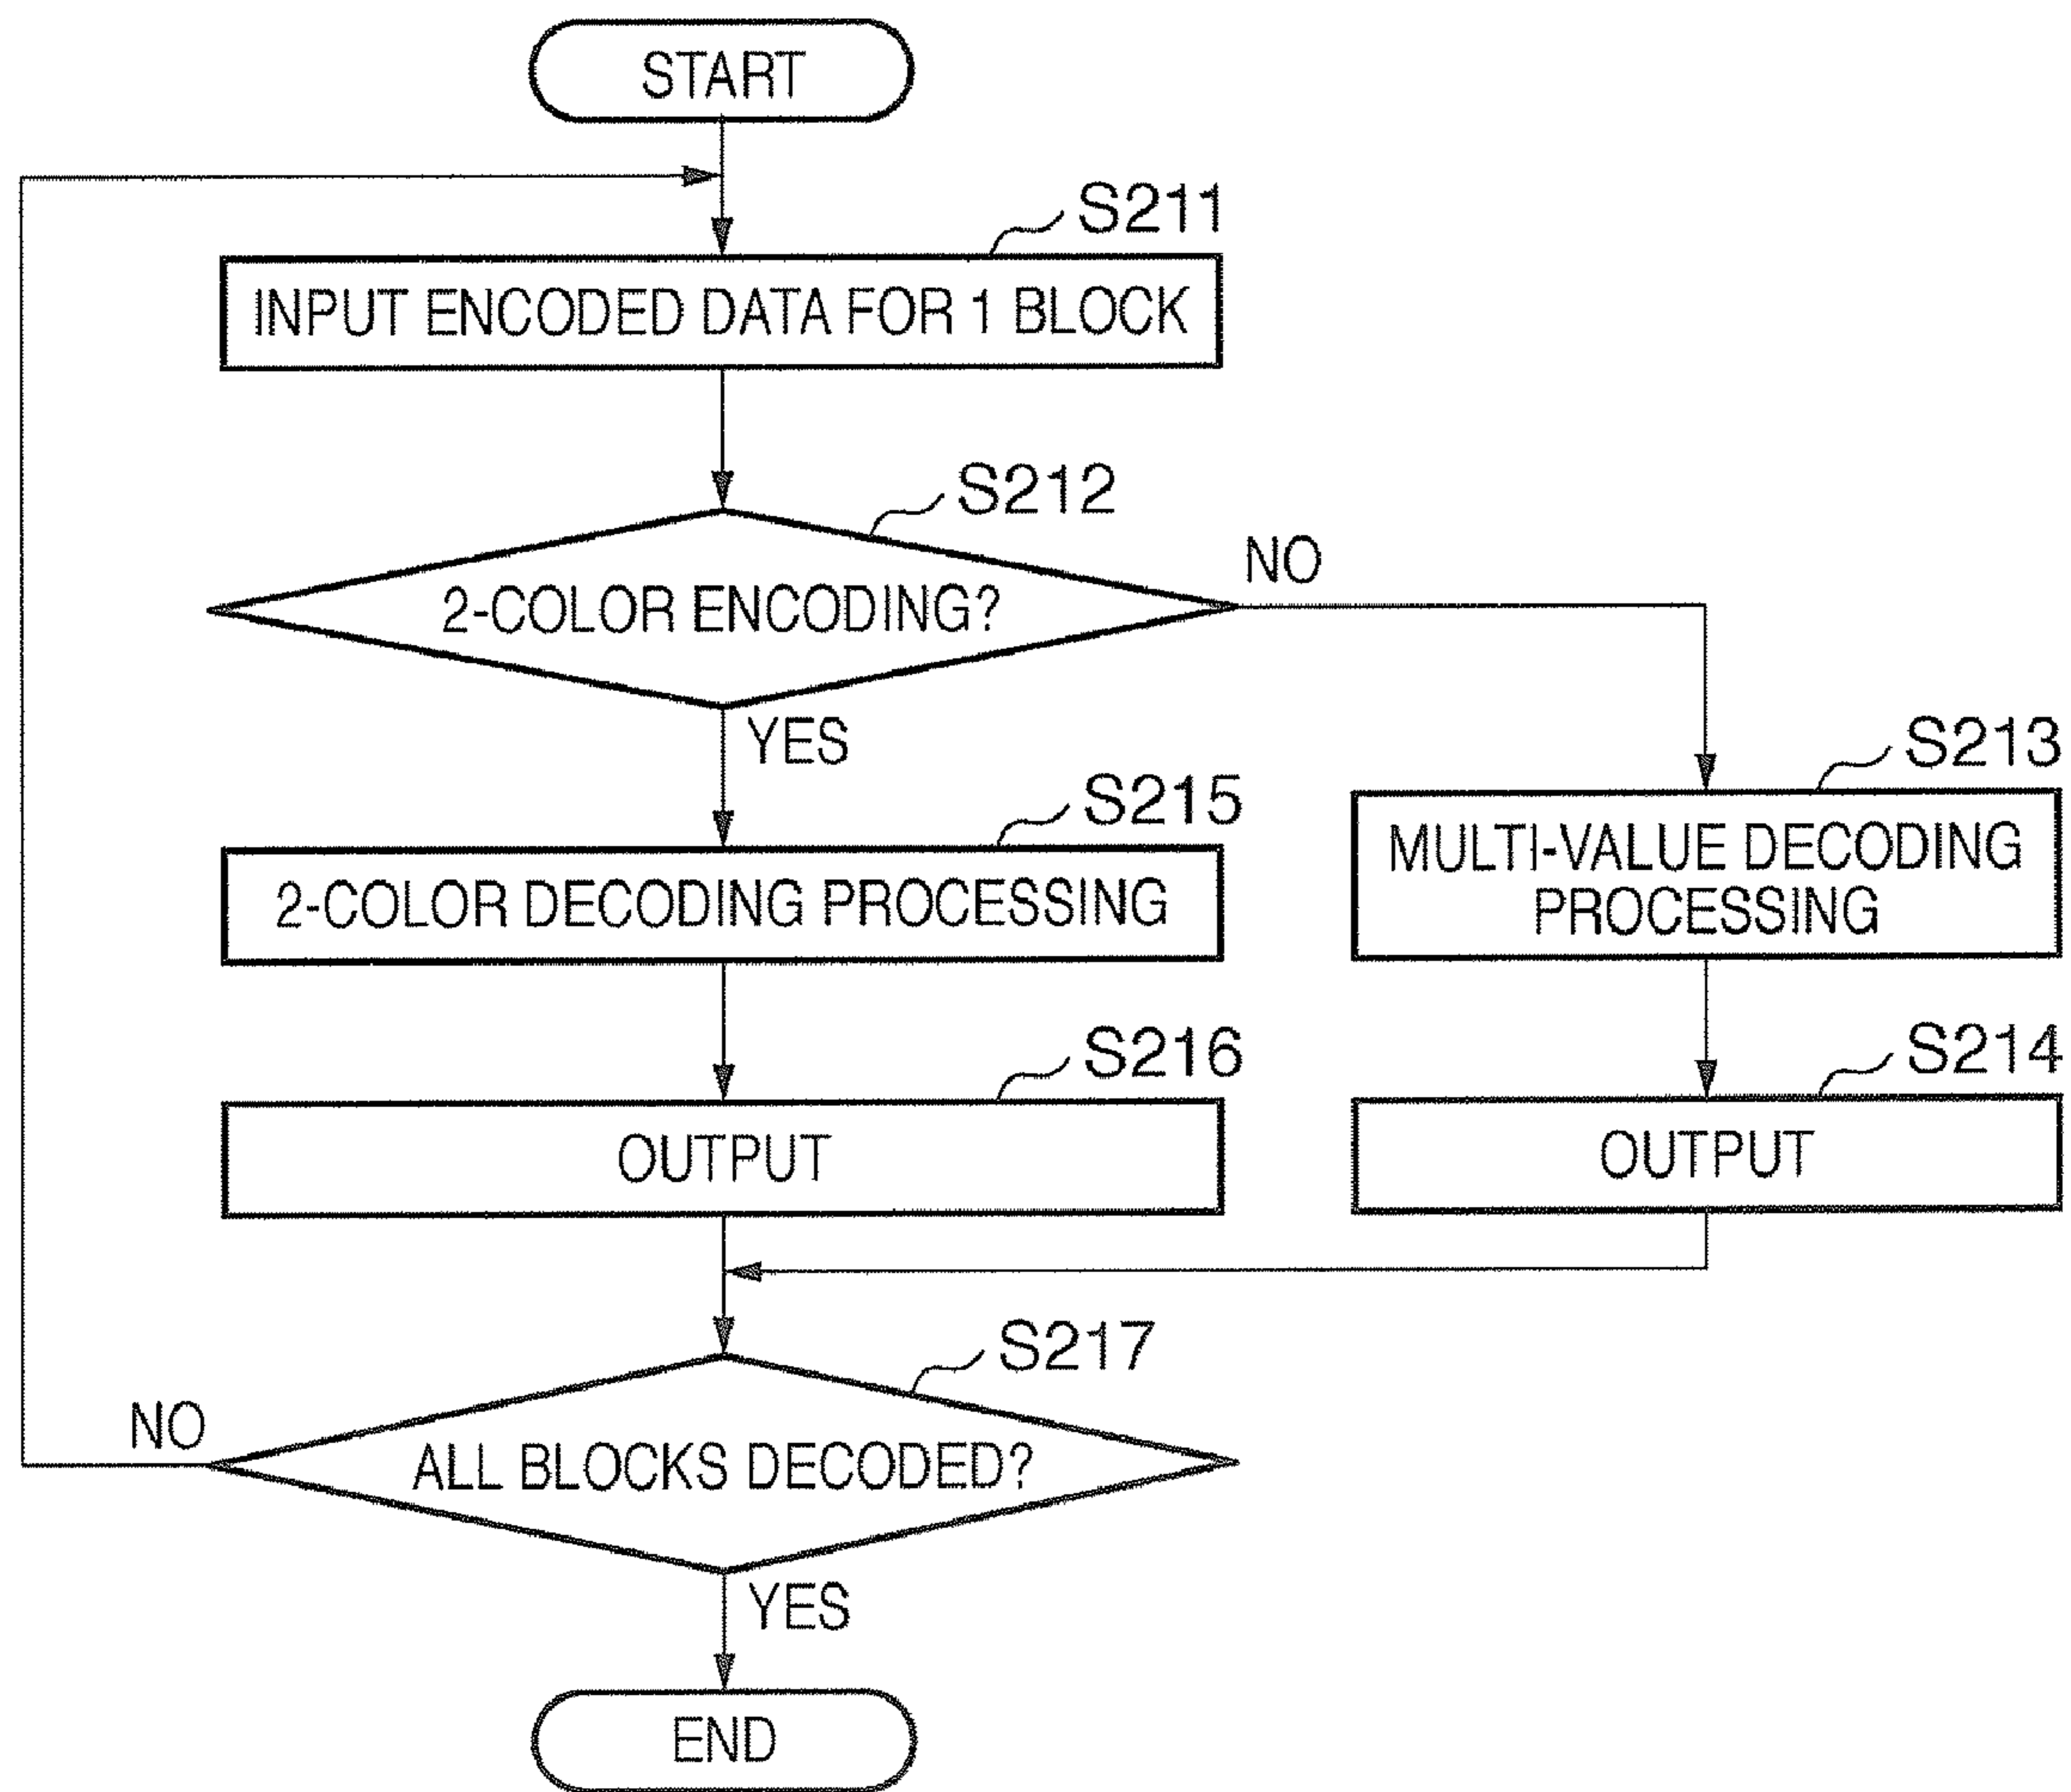 START
S211
INPUT ENCODED DATA FOR 1 BLOCK
S212
2-COLOR ENCODING?
NO
YES
S213
MULTI-VALUE DECODING
PROCESSING
S215
2-COLOR DECODING PROCESSING
S214
OUTPUT
S216
OUTPUT
S217
ALL BLOCKS DECODED?
NO
YES
END